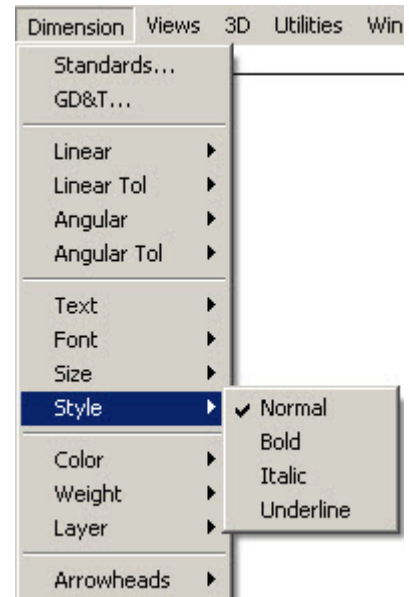 Dimension Views 3D Utilities Win
Standards...
GD&T...
Linear
Linear Tol
Angular
Angular Tol
Text
Font
Size
Style
Normal
Bold
Italic
Underline
Color
Weight
Layer
Arrowheads